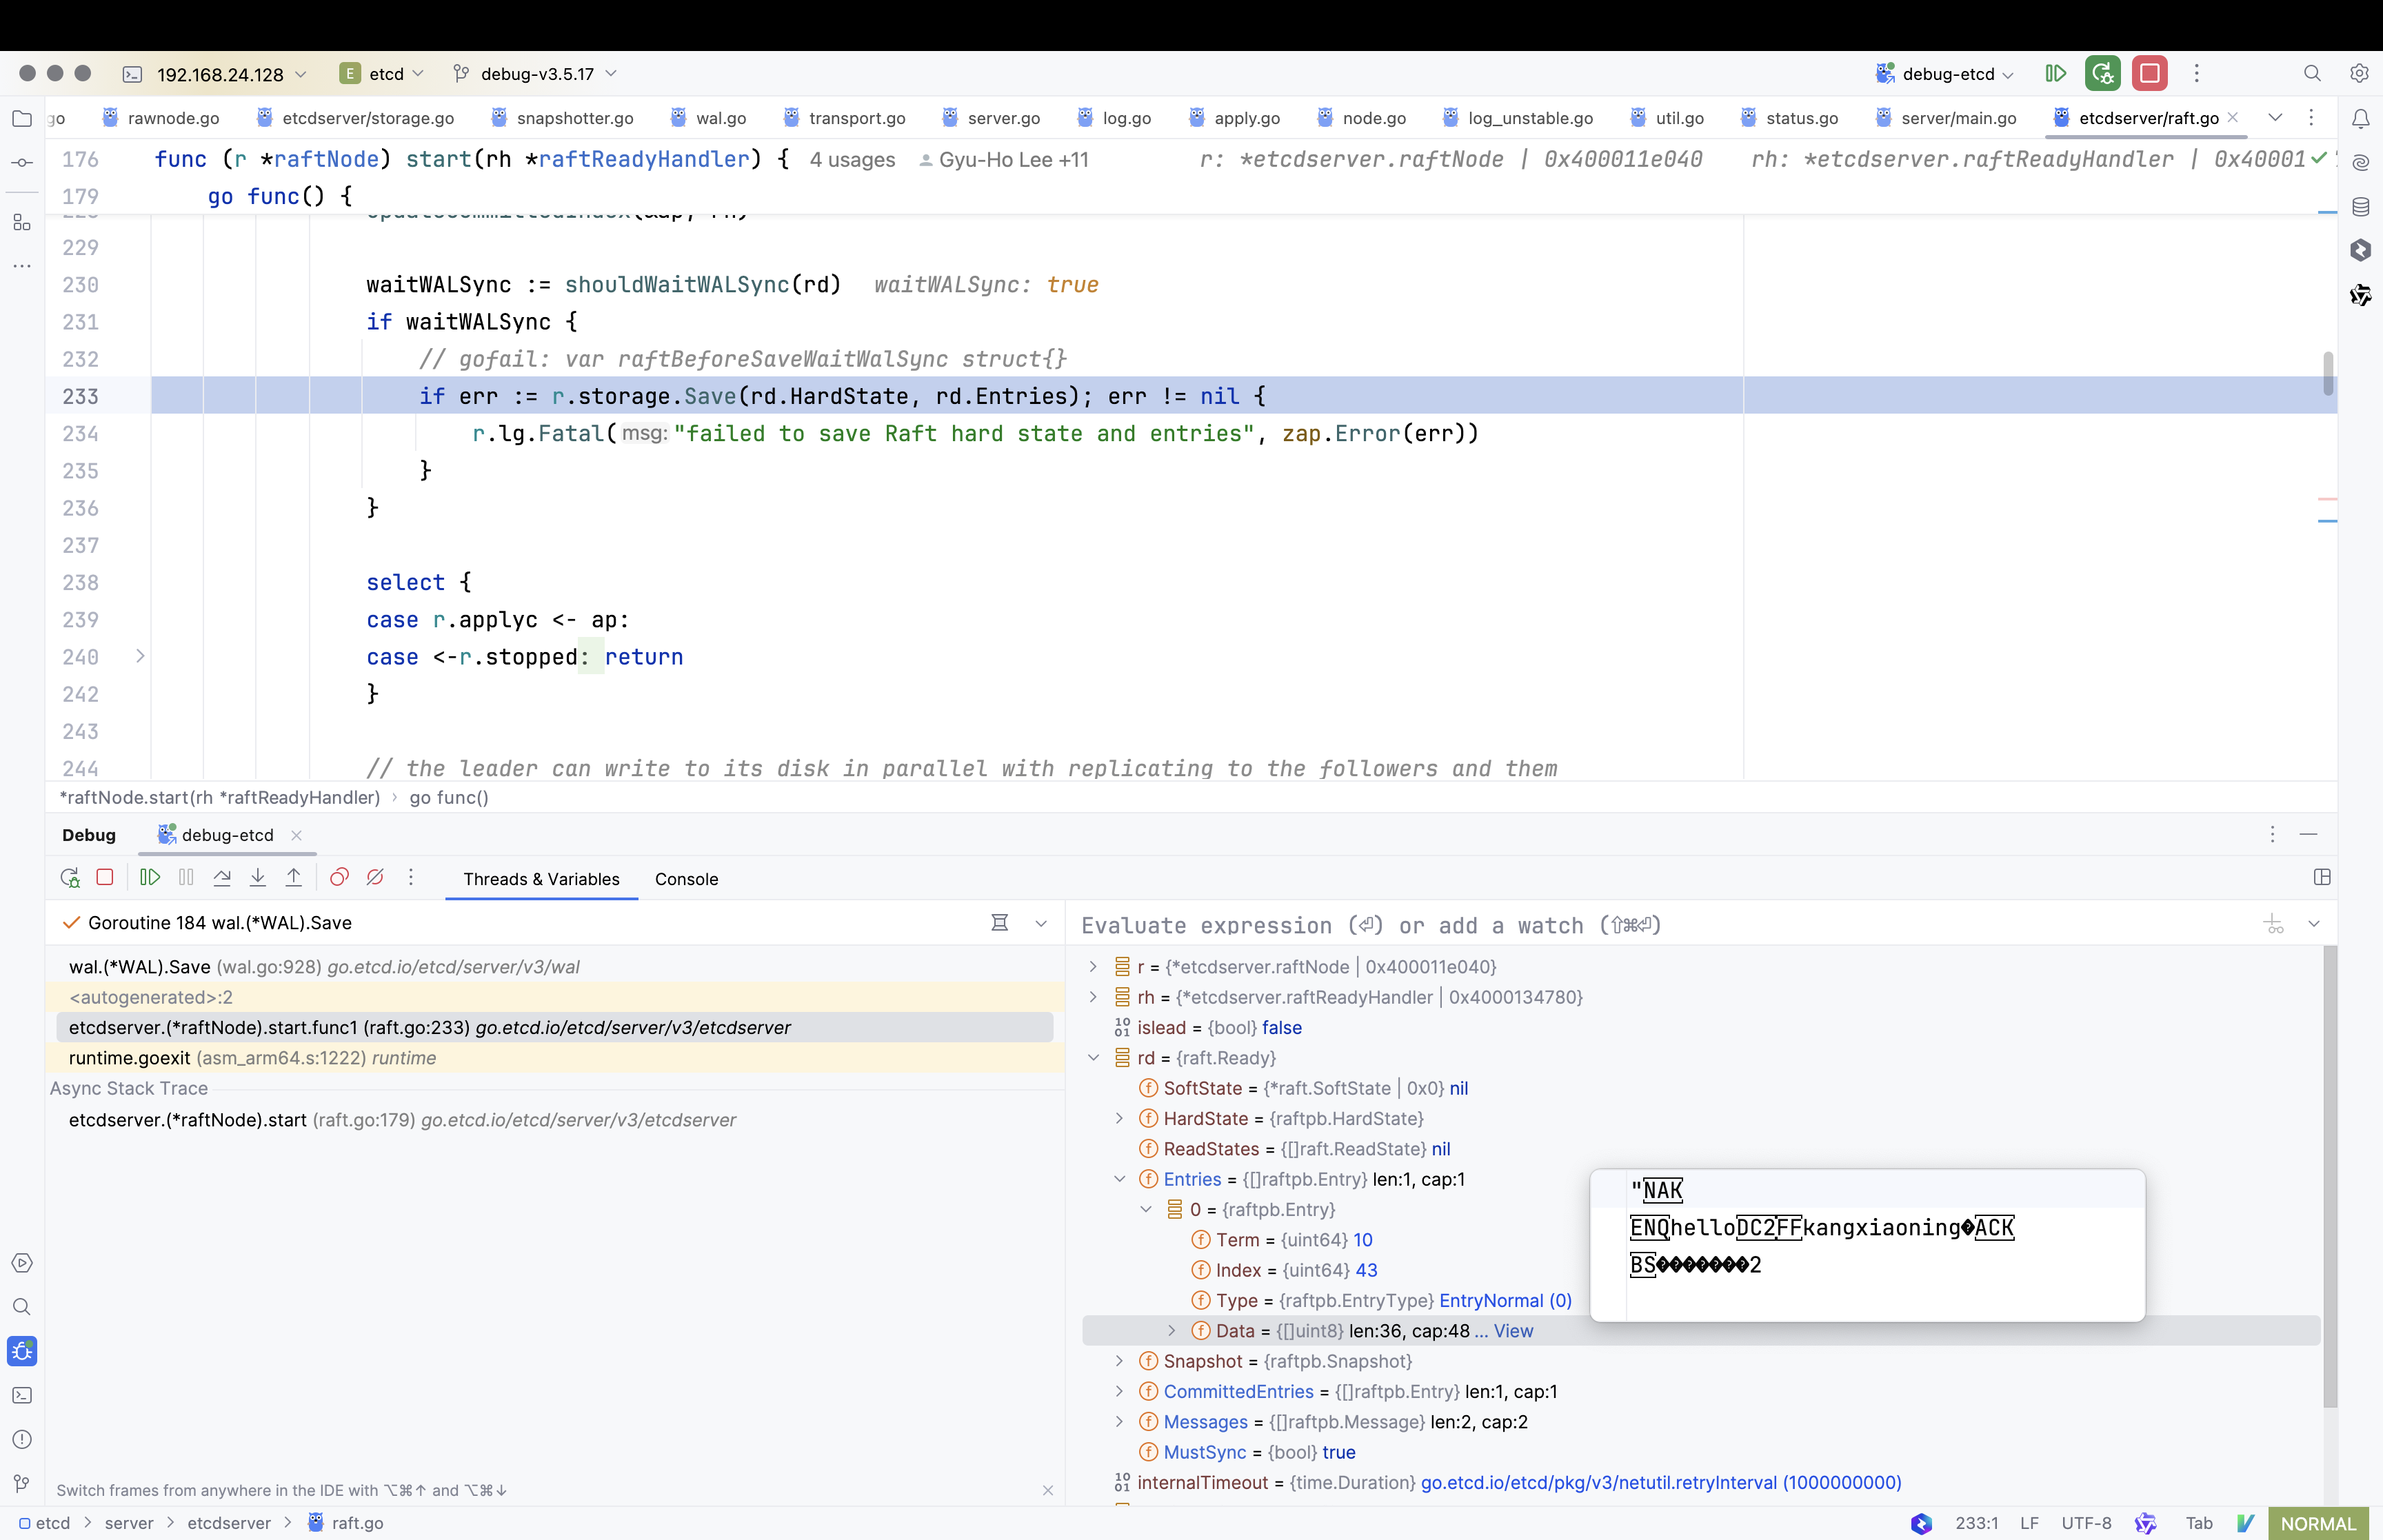 192.168.24.128
E etcd
debug-v3.5.17
debug-etcd
go rawnode.go etcdserver/storage.go snapshotter.go wal.go transport.go server.go log.go apply.go node.go log_unstable.go util.go status.go server/main.go etcdserver/raft.go
176 func (r *raftNode) start(rh *raftReadyHandler) { 4 usages Gyu-Ho Lee +11 r: *etcdserver.raftNode | 0x400011e040 rh: *etcdserver.raftReadyHandler | 0x40001
179 go func() {
229
230 waitWALSync := shouldWaitWALSync(rd) waitWALSync: true
231 if waitWALSync {
232 // gofail: var raftBeforeSaveWaitWalSync struct{}
233 if err := r.storage.Save(rd.HardState, rd.Entries); err != nil {
234 r.lg.Fatal( msg: "failed to save Raft hard state and entries", zap.Error(err))
235 }
236 }
237
238 select {
239 case r.applyc <- ap:
240 case <-r.stopped: return
242 }
243
244 // the leader can write to its disk in parallel with replicating to the followers and them
*raftNode.start(rh *raftReadyHandler) › go func()
Debug debug-etcd
Threads & Variables Console
Goroutine 184 wal.(*WAL).Save
wal.(*WAL).Save (wal.go:928) go.etcd.io/etcd/server/v3/wal
<autogenerated>:2
etcdserver.(*raftNode).start.func1 (raft.go:233) go.etcd.io/etcd/server/v3/etcdserver
runtime.goexit (asm_arm64.s:1222) runtime
Async Stack Trace
etcdserver.(*raftNode).start (raft.go:179) go.etcd.io/etcd/server/v3/etcdserver
Switch frames from anywhere in the IDE with ⌥⌘↑ and ⌥⌘↓
Evaluate expression (⏎) or add a watch (⇧⌘⏎)
r = {*etcdserver.raftNode | 0x400011e040}
rh = {*etcdserver.raftReadyHandler | 0x4000134780}
islead = {bool} false
rd = {raft.Ready}
SoftState = {*raft.SoftState | 0x0} nil
HardState = {raftpb.HardState}
ReadStates = {[]raft.ReadState} nil
Entries = {[]raftpb.Entry} len:1, cap:1
0 = {raftpb.Entry}
Term = {uint64} 10
Index = {uint64} 43
Type = {raftpb.EntryType} EntryNormal (0)
Data = {[]uint8} len:36, cap:48 ... View
Snapshot = {raftpb.Snapshot}
CommittedEntries = {[]raftpb.Entry} len:1, cap:1
Messages = {[]raftpb.Message} len:2, cap:2
MustSync = {bool} true
internalTimeout = {time.Duration} go.etcd.io/etcd/pkg/v3/netutil.retryInterval (1000000000)
"NAK
ENQhelloDC2FFkangxiaoning�ACK
BS��������2
etcd > server > etcdserver > raft.go
233:1 LF UTF-8 Tab NORMAL